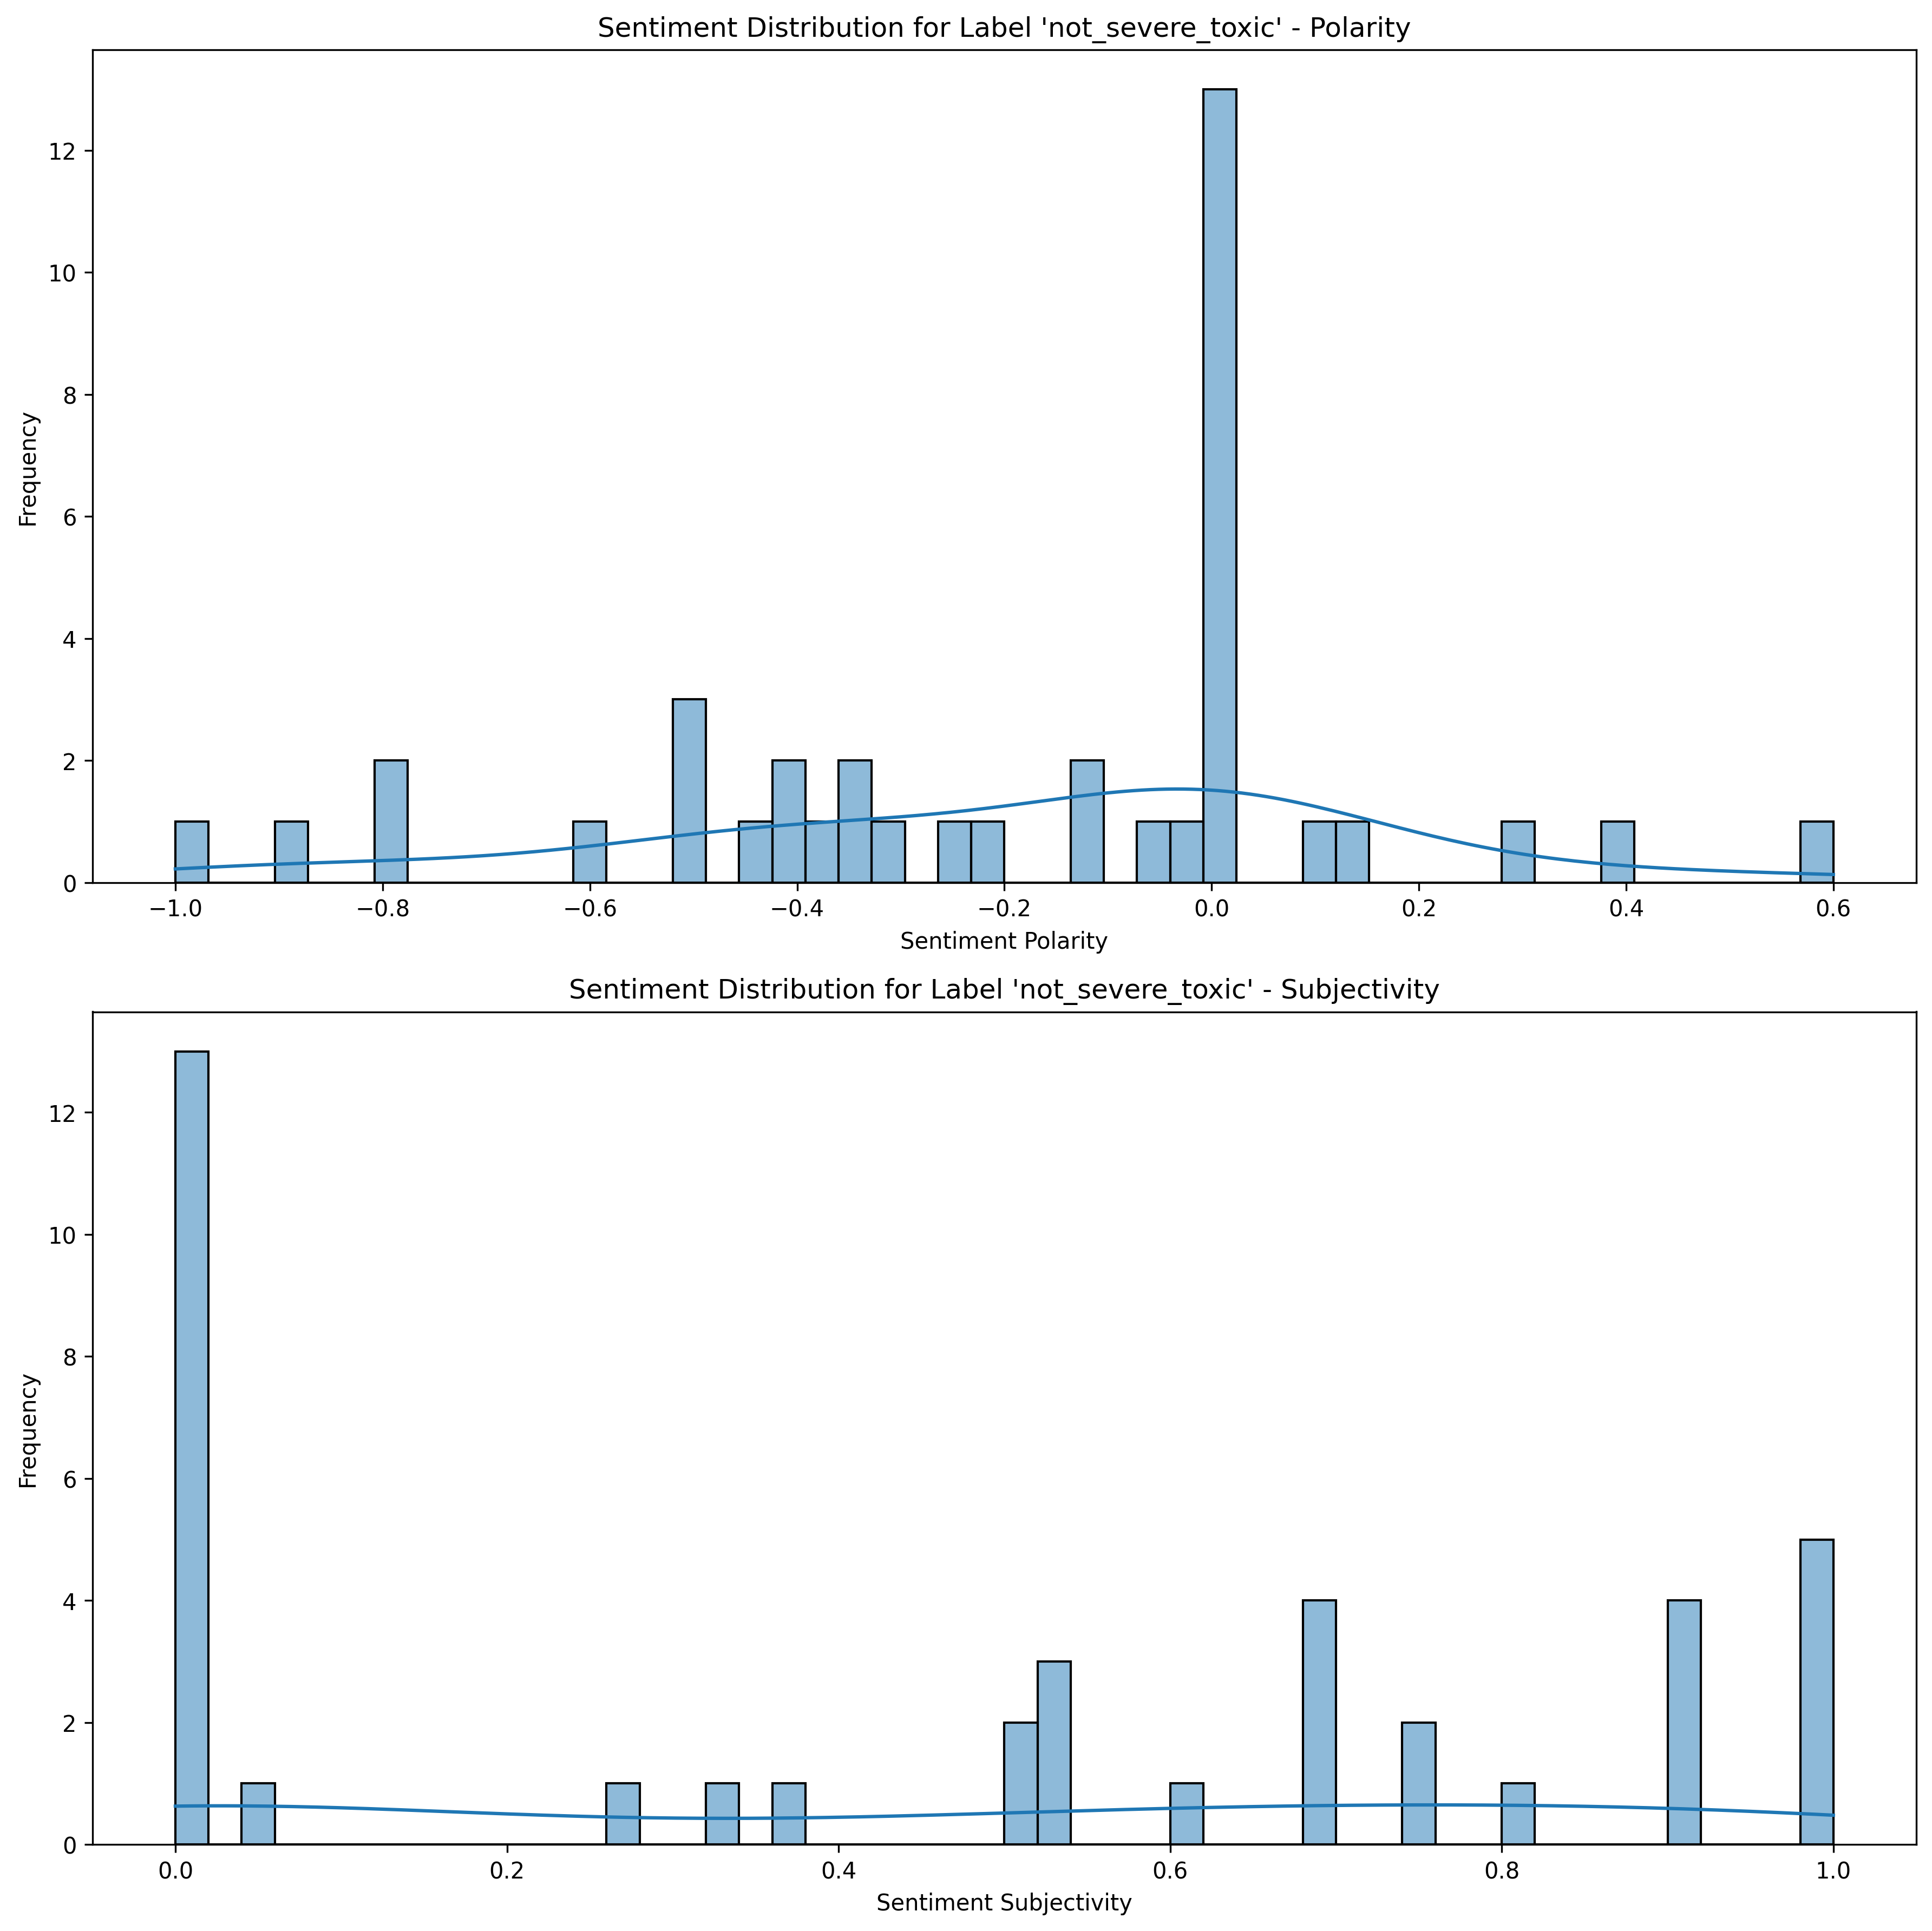 Sentiment Distribution for Label 'not_severe_toxic' - Polarity
12
10
8
6
4
2
0
Frequency
−1.0 −0.8 −0.6 −0.4 −0.2 0.0 0.2 0.4 0.6
Sentiment Polarity
Sentiment Distribution for Label 'not_severe_toxic' - Subjectivity
12
10
8
6
4
2
0
Frequency
0.0 0.2 0.4 0.6 0.8 1.0
Sentiment Subjectivity